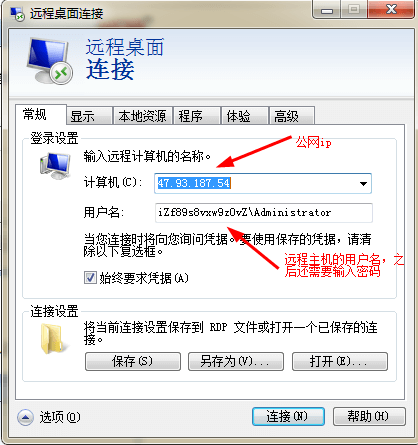 远程桌面连接
远程桌面
连接
常规
显示
本地资源
程序
体验
高级
登录设置
公网ip
输入远程计算机的名称。
计算机(C):
47.93.187.54
用户名:
iZf89s8vxw9z0vZ\Administrator
当您连接时将向您询问凭据。要使用保存的凭据，请清
除以下复选框。
远程主机的用户名，之
后还需要输入密码
始终要求凭据(A)
连接设置
将当前连接设置保存到 RDP 文件或打开一个已保存的连
接。
保存(S)
另存为(V)...
打开(E)...
选项(O)
连接(N)
帮助(H)